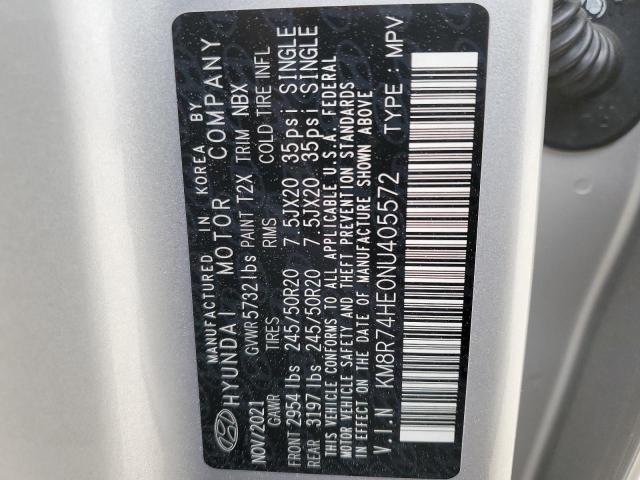 MANUFACTURED IN KOREA BY
HYUNDAI MOTOR COMPANY
NOV/2021 GVWR 5732 lbs PAINT T2X TRIM NBX
GAWR TIRES RIMS COLD TIRE INFL
FRONT 2954 lbs 245/50R20 7.5JX20 35psi SINGLE
REAR 3197 lbs 245/50R20 7.5JX20 35psi SINGLE
THIS VEHICLE CONFORMS TO ALL APPLICABLE U.S.A. FEDERAL
MOTOR VEHICLE SAFETY AND THEFT PREVENTION STANDARDS
IN EFFECT ON THE DATE OF MANUFACTURE SHOWN ABOVE
V.I.N KM8R74HE0NU405572 TYPE : MPV